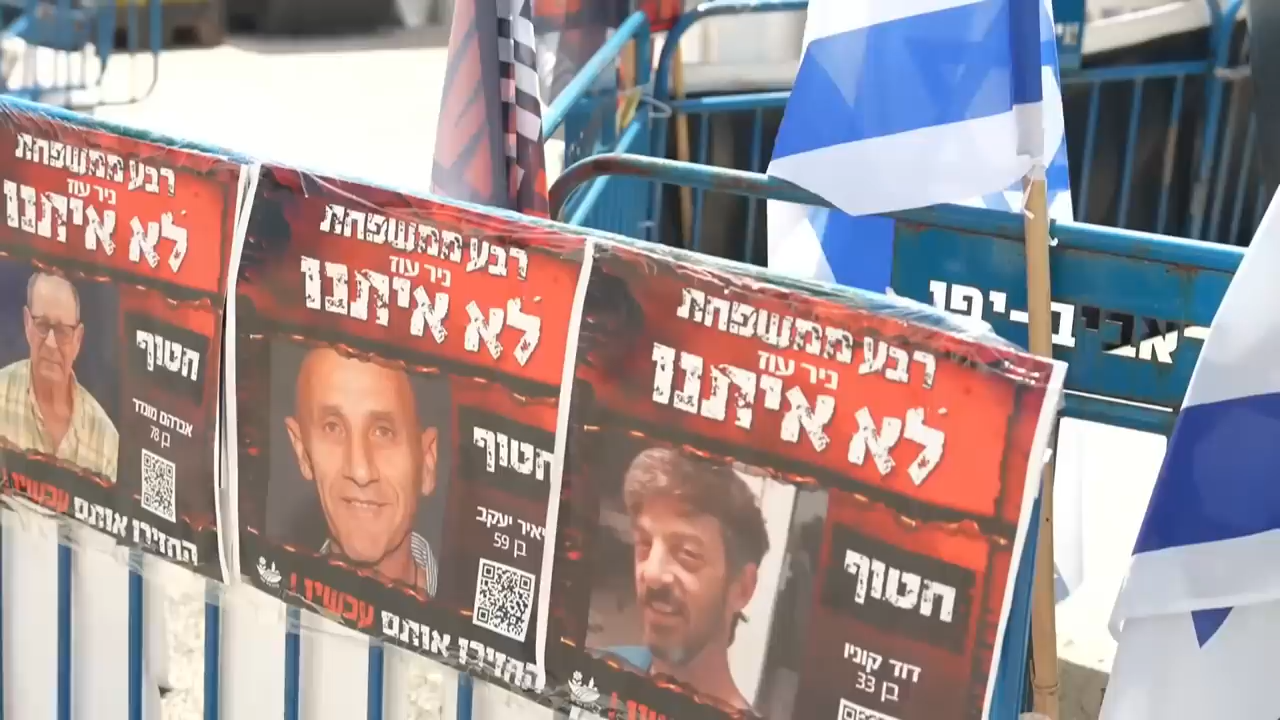 רבע ממשפחת
ניר עוז
לא איתנו
חטוף
אברהם מונדר
בן 78
החזירו אותם עכשיו!
רבע ממשפחת
ניר עוז
לא איתנו
חטוף
יאיר יעקב
בן 59
החזירו אותם עכשיו!
רבע ממשפחת
ניר עוז
לא איתנו
חטוף
דוד קוניו
בן 33
עכשיו!
אביב-יפו